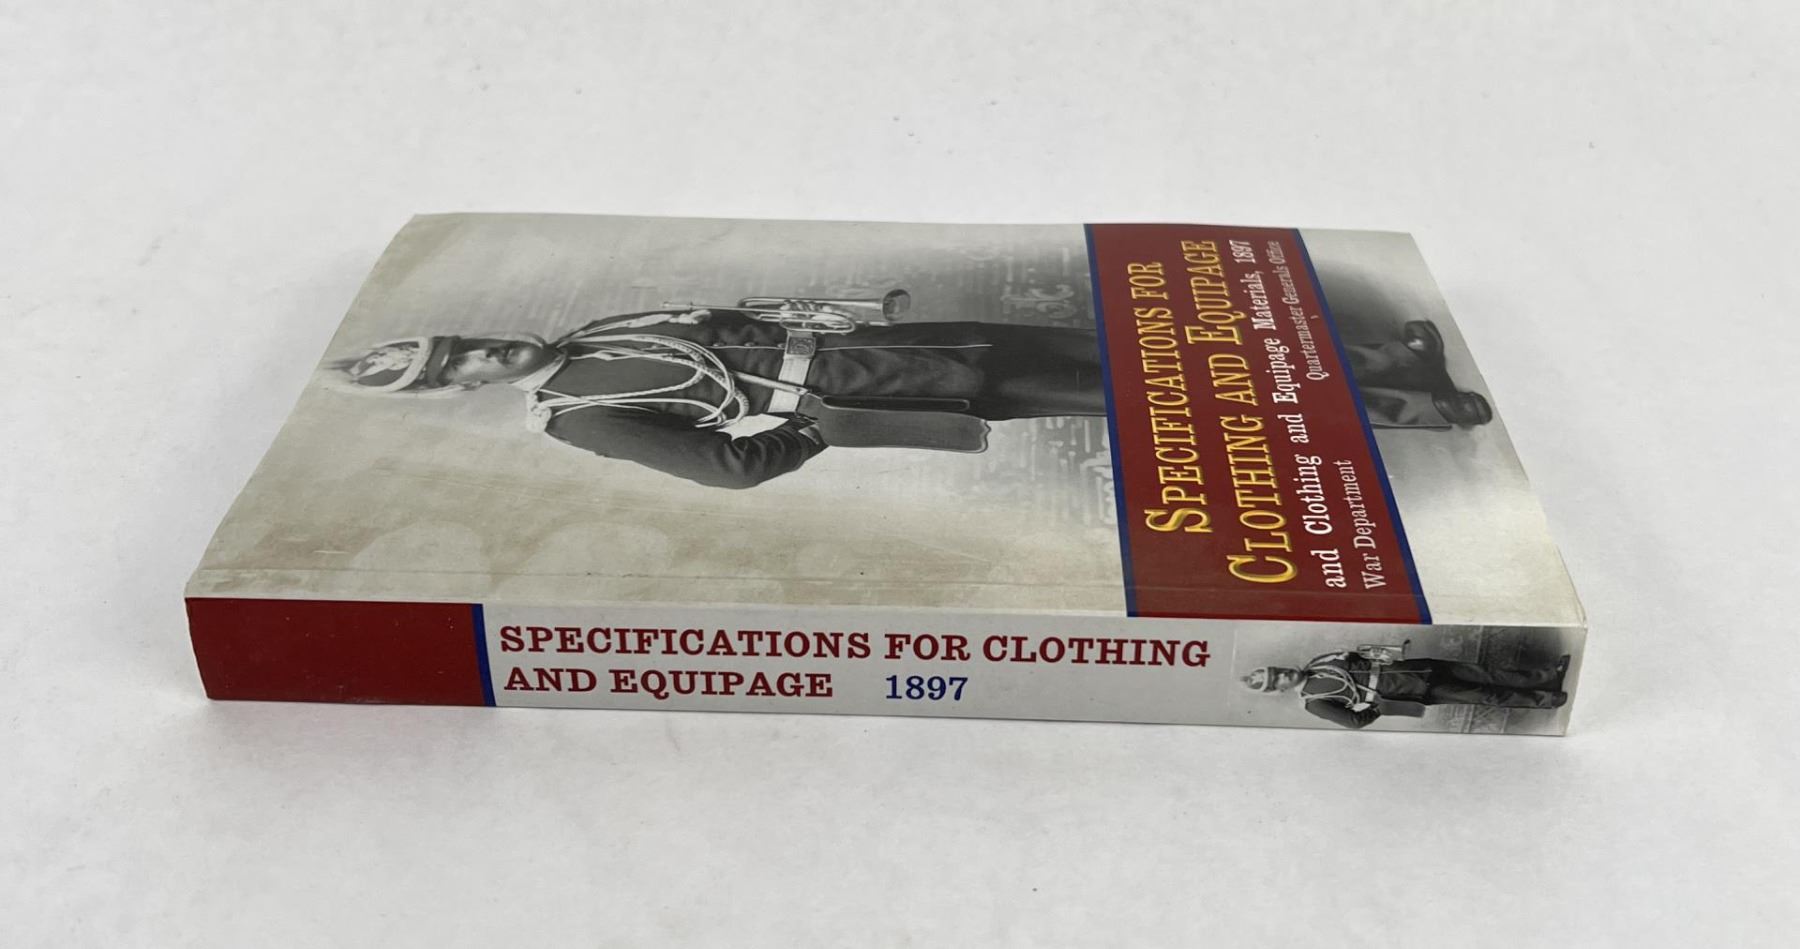 SPECIFICATIONS FOR
CLOTHING AND EQUIPAGE
and Clothing and Equipage Materials, 1897
War Department Quartermaster Generals Office
SPECIFICATIONS FOR CLOTHING
AND EQUIPAGE 1897